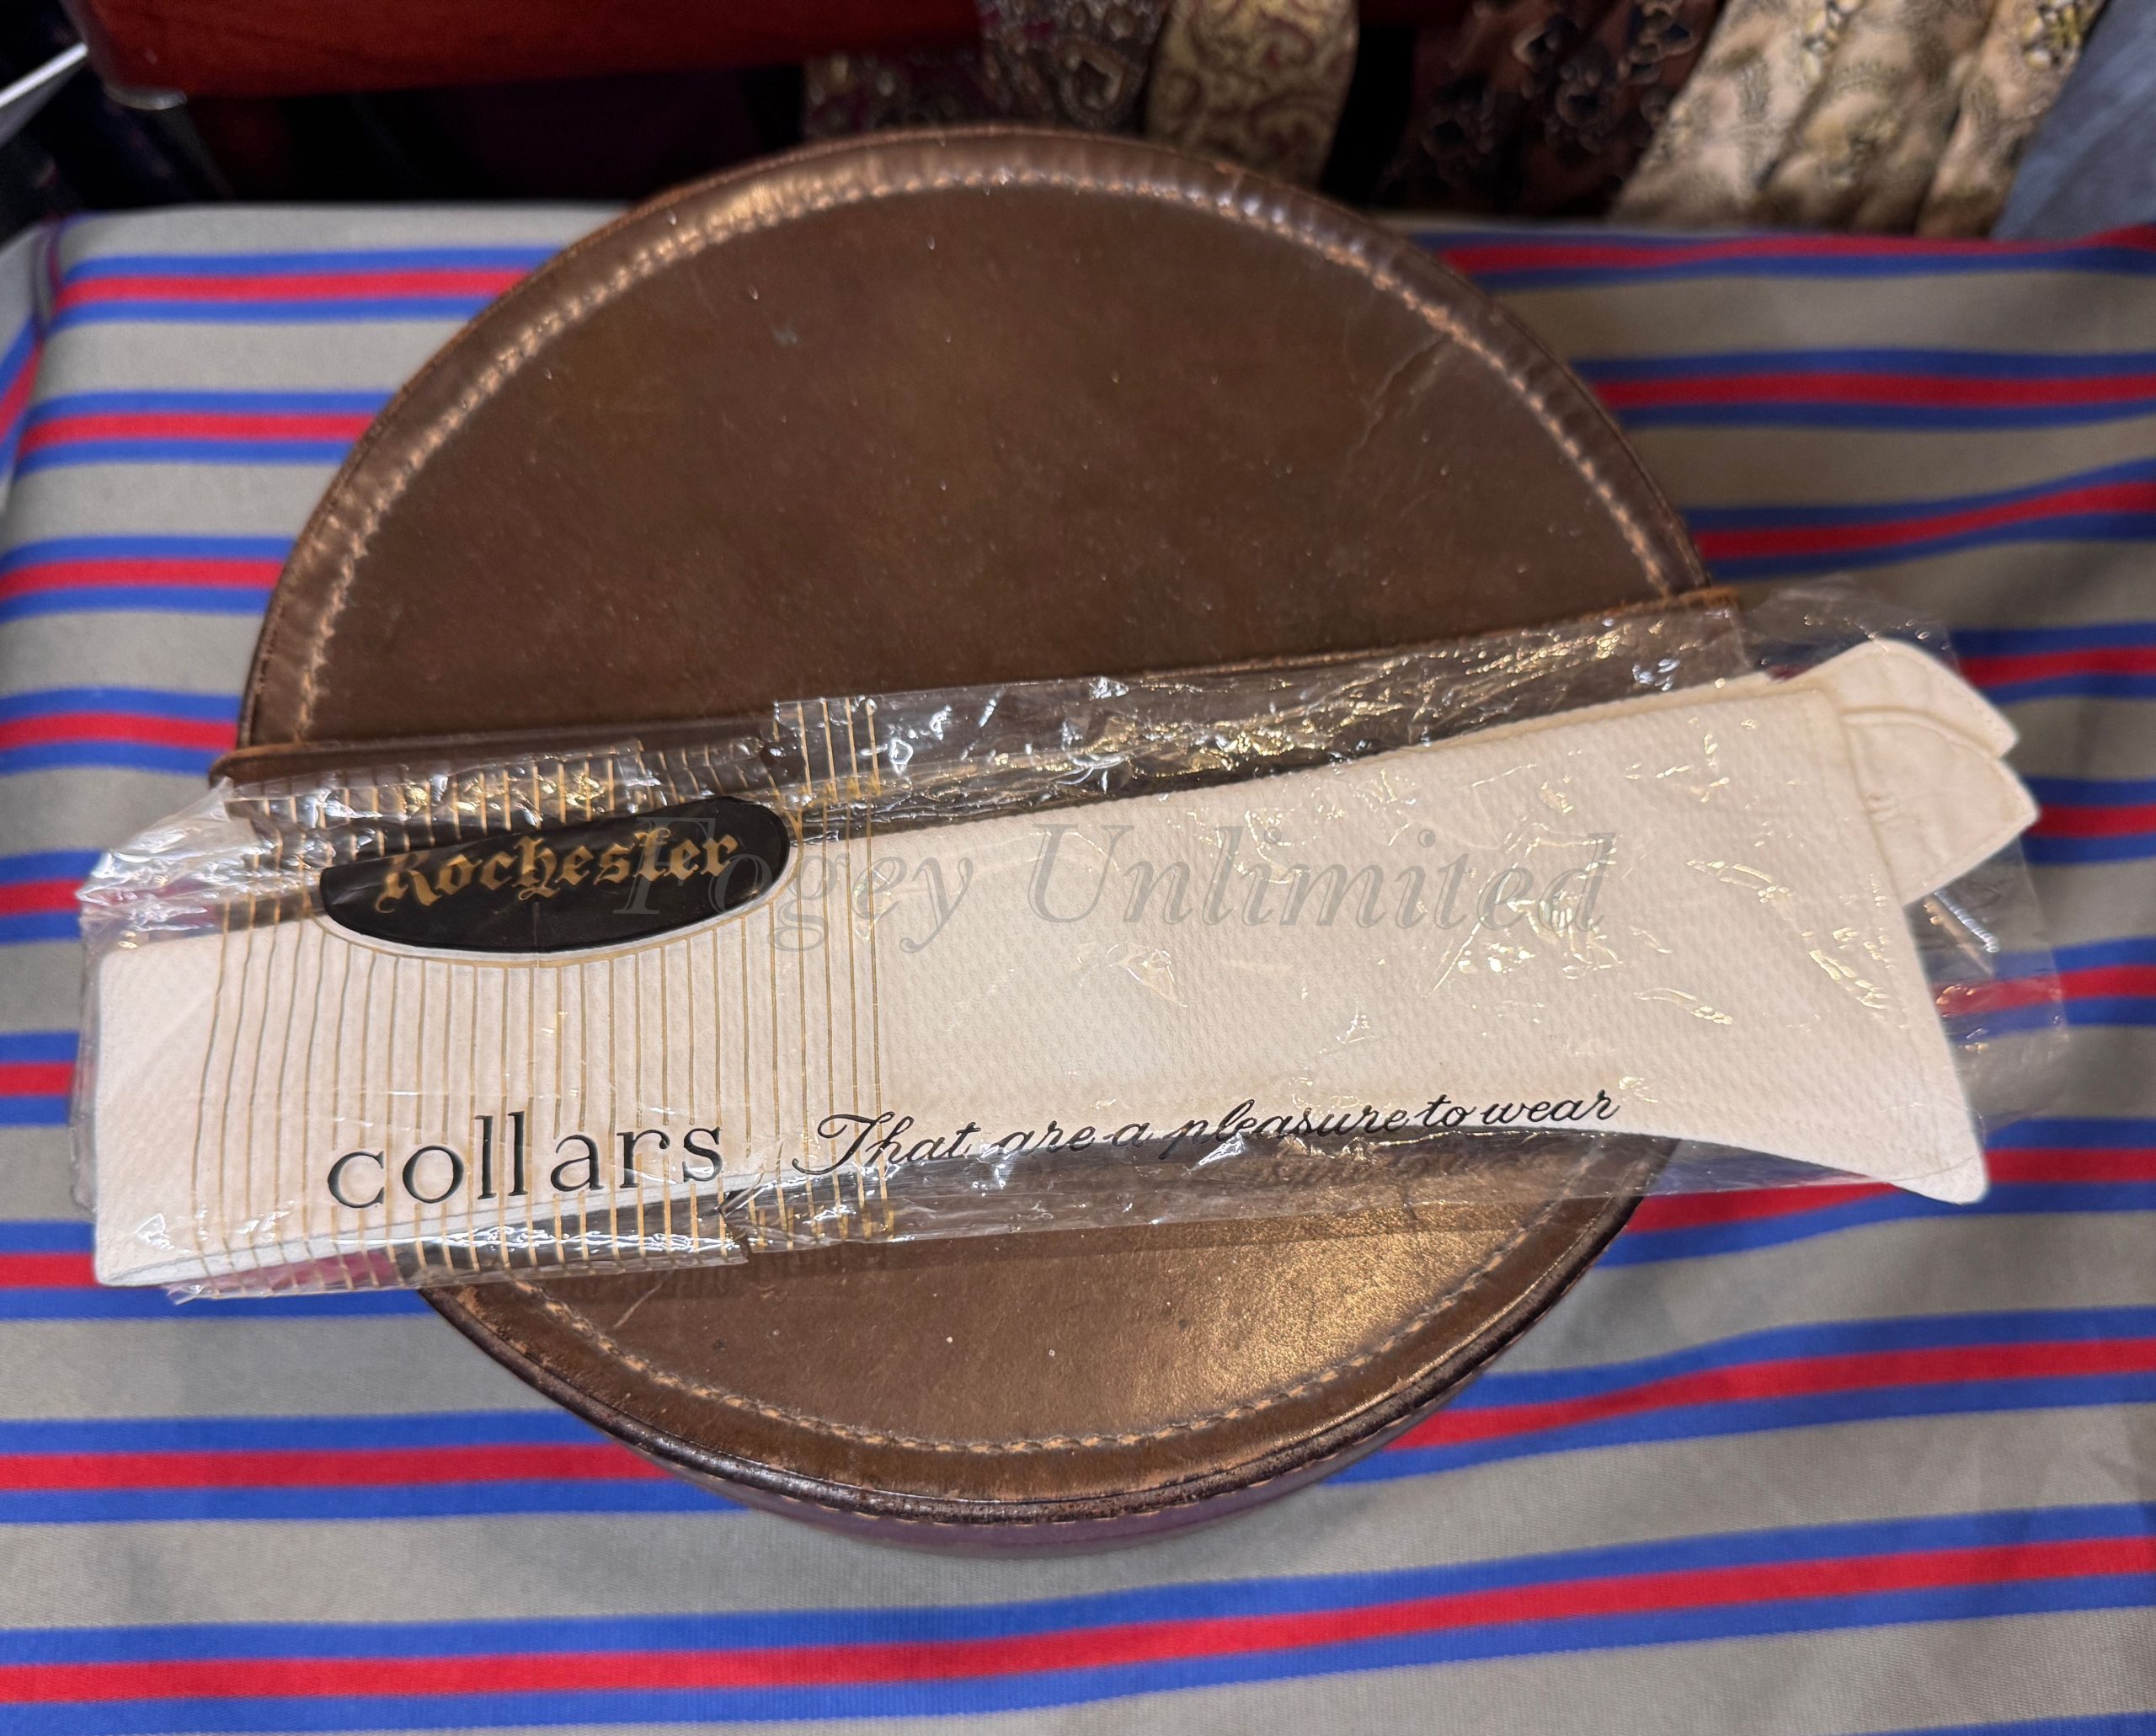 Rochester
Fogey Unlimited
collars
That are a pleasure to wear